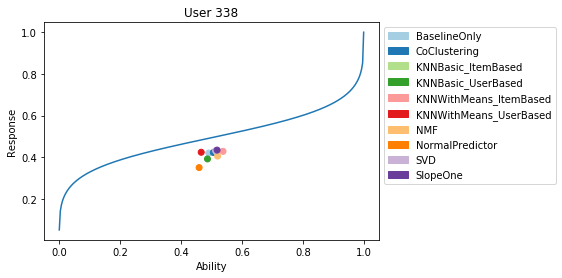 User 338
1.0
0.8
0.6
0.4
0.2
Response
0.0
0.2
0.4
0.6
0.8
1.0
Ability
BaselineOnly
CoClustering
KNNBasic_ItemBased
KNNBasic_UserBased
KNNWithMeans_ItemBased
KNNWithMeans_UserBased
NMF
NormalPredictor
SVD
SlopeOne